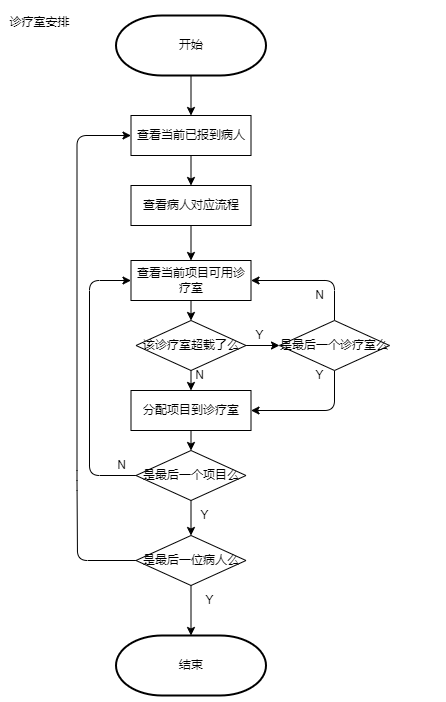 诊疗室安排
开始
查看当前已报到病人
查看病人对应流程
查看当前项目可用诊
疗室
N
该诊疗室超载了么
Y
是最后一个诊疗室么
N
Y
分配项目到诊疗室
N
是最后一个项目么
Y
是最后一位病人么
Y
结束